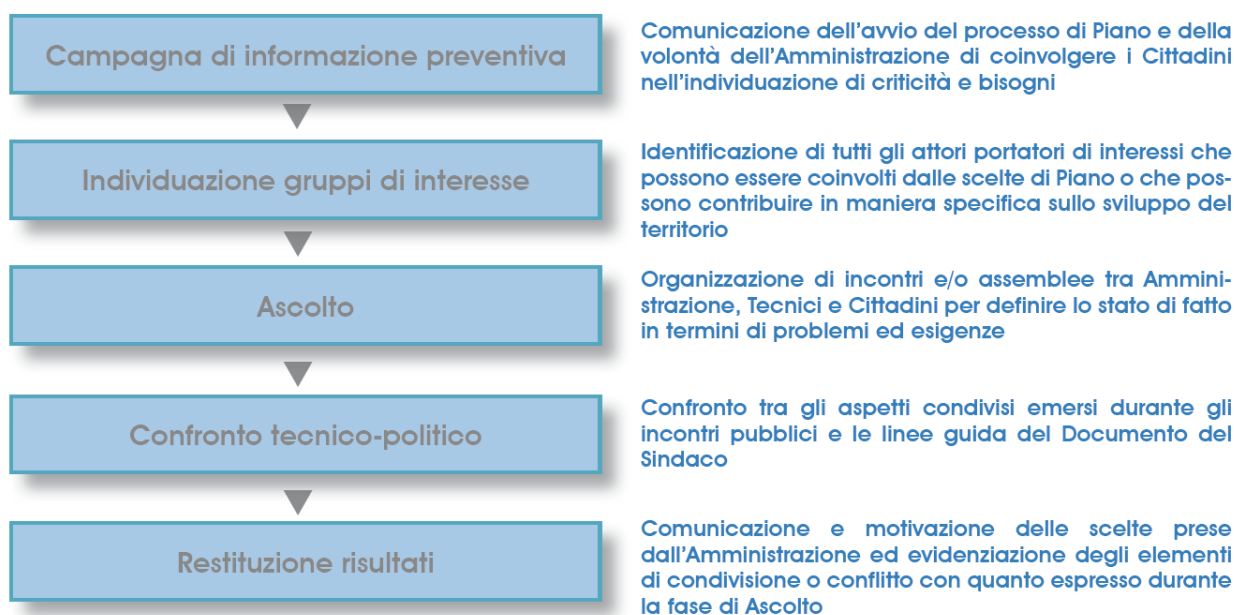 Campagna di informazione preventiva
Comunicazione dell'avvio del processo di Piano e della
volontà dell'Amministrazione di coinvolgere i Cittadini
nell'individuazione di criticità e bisogni
Individuazione gruppi di interesse
Identificazione di tutti gli attori portatori di interessi che
possono essere coinvolti dalle scelte di Piano o che pos-
sono contribuire in maniera specifica sullo sviluppo del
territorio
Ascolto
Organizzazione di incontri e/o assemblee tra Ammini-
strazione, Tecnici e Cittadini per definire lo stato di fatto
in termini di problemi ed esigenze
Confronto tecnico-politico
Confronto tra gli aspetti condivisi emersi durante gli
incontri pubblici e le linee guida del Documento del
Sindaco
Restituzione risultati
Comunicazione e motivazione delle scelte prese
dall'Amministrazione ed evidenziazione degli elementi
di condivisione o conflitto con quanto espresso durante
la fase di Ascolto